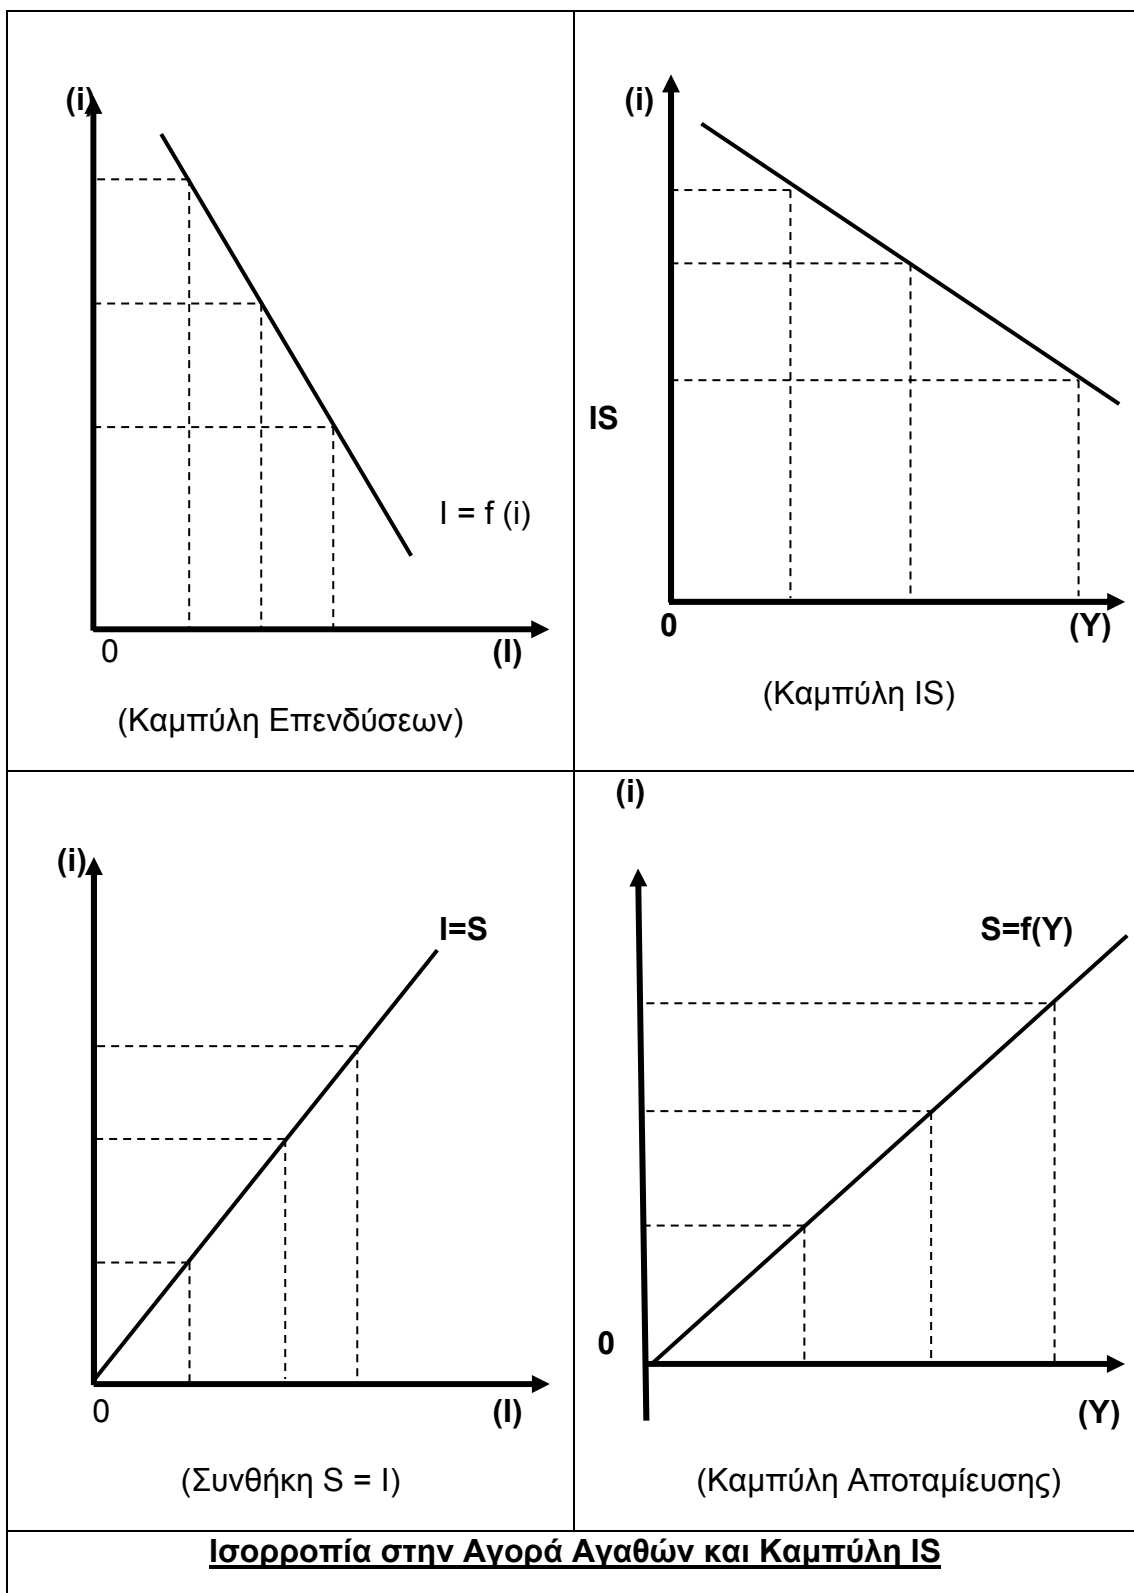 (i)
I = f (i)
0
(I)
(Καμπύλη Επενδύσεων)
(i)
IS
0
(Y)
(Καμπύλη IS)
(i)
I=S
0
(I)
(Συνθήκη S = I)
(i)
S=f(Y)
0
(Y)
(Καμπύλη Αποταμίευσης)
Ισορροπία στην Αγορά Αγαθών και Καμπύλη IS